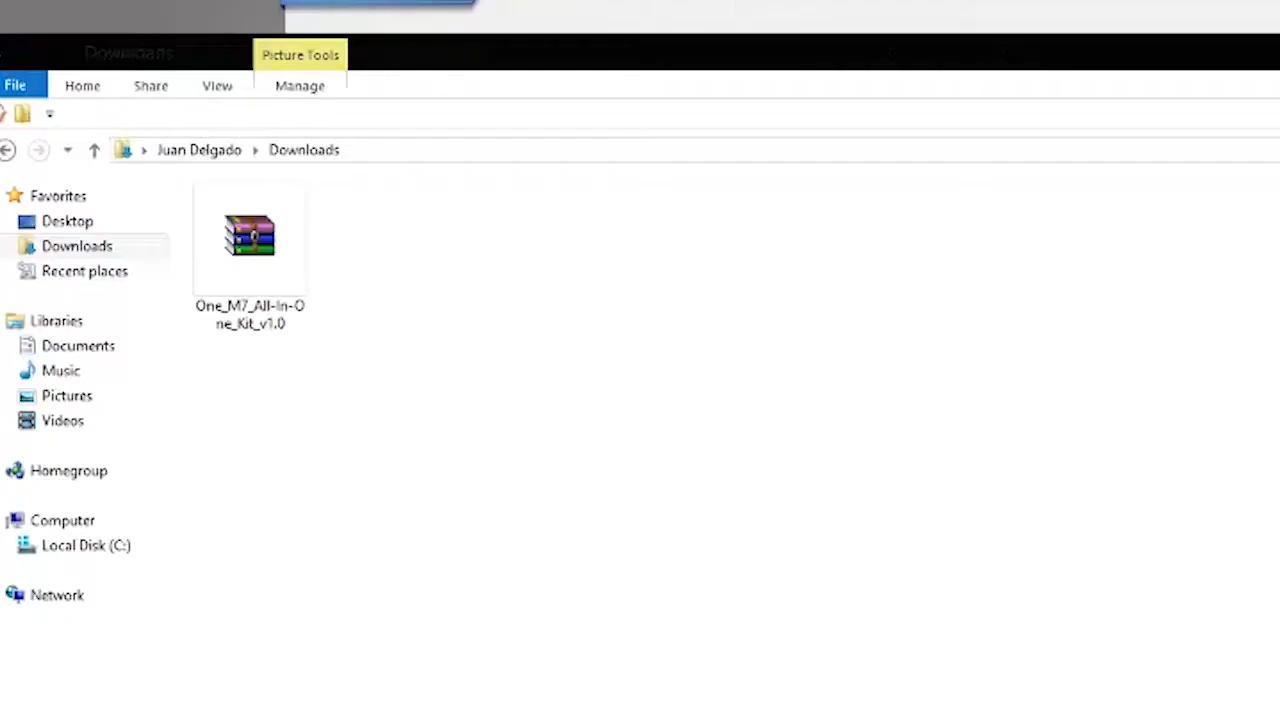 Downloads
Picture Tools
File
Home
Share
View
Manage
Juan Delgado
Downloads
Favorites
Desktop
Downloads
Recent places
One_M7_All-In-O
ne_Kit_v1.0
Libraries
Documents
Music
Pictures
Videos
Homegroup
Computer
Local Disk (C:)
Network